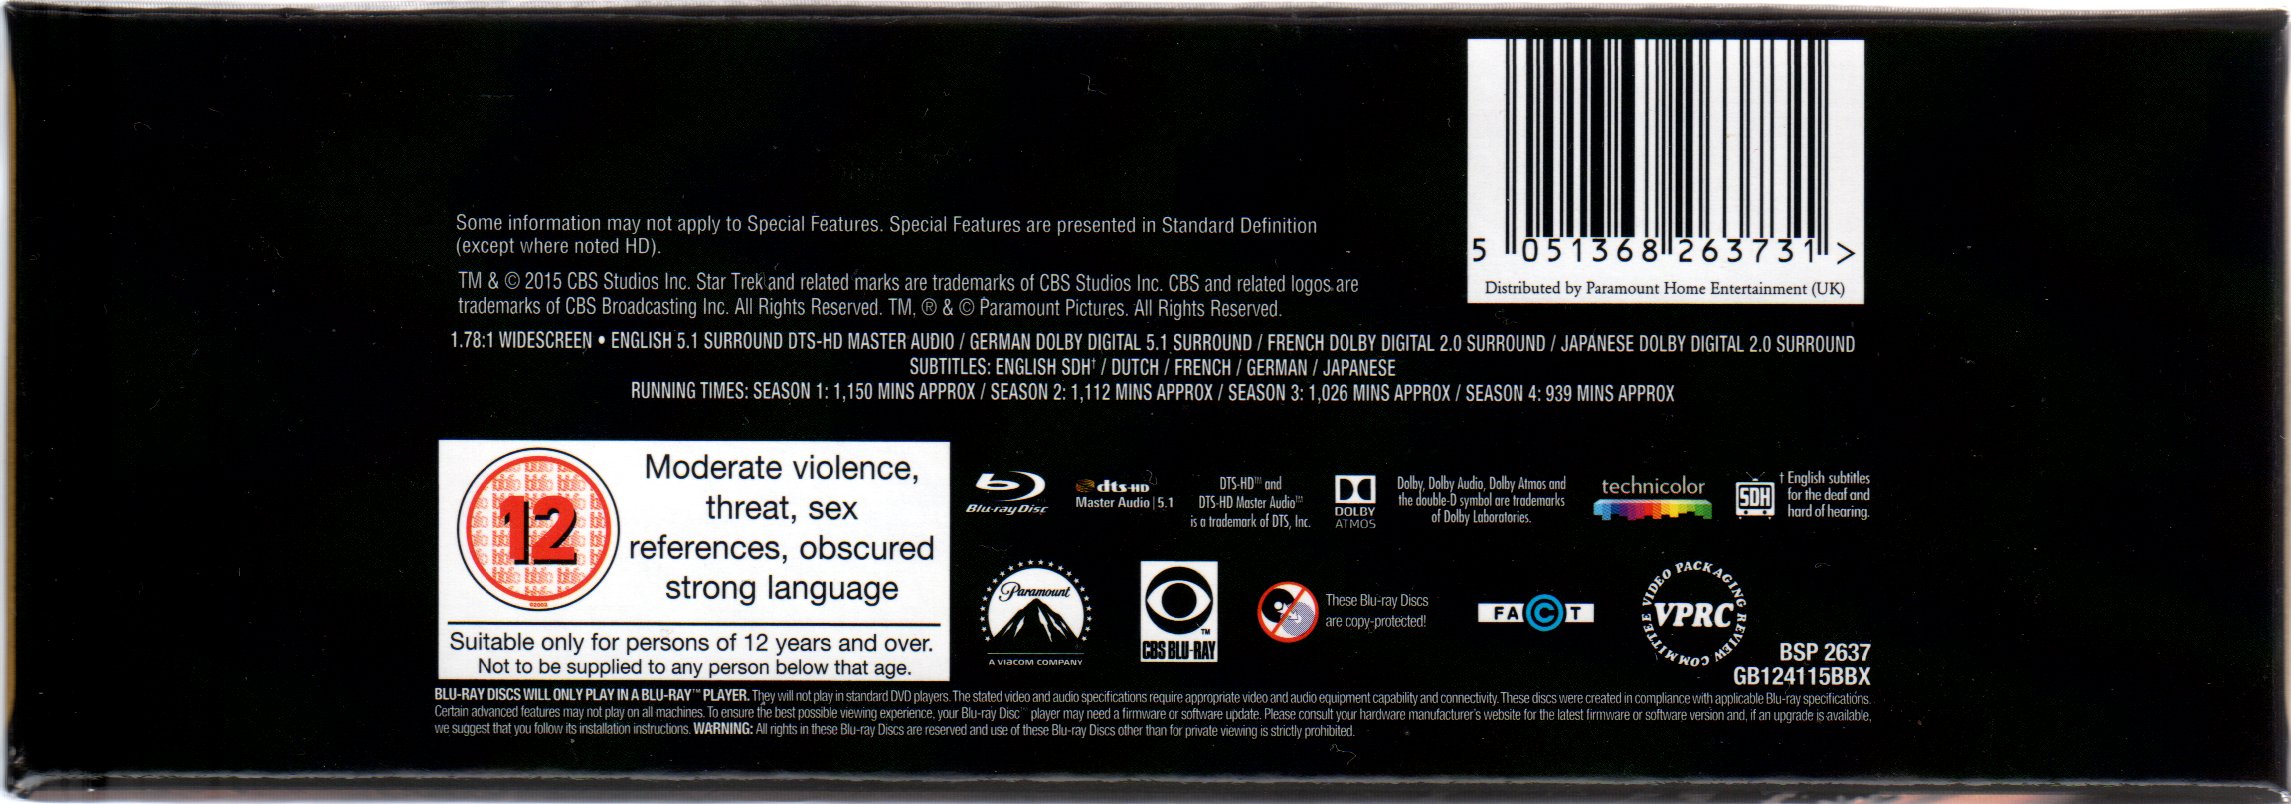 5 051368 263731 >
Distributed by Paramount Home Entertainment (UK)
Some information may not apply to Special Features. Special Features are presented in Standard Definition
(except where noted HD).
TM & © 2015 CBS Studios Inc. Star Trek and related marks are trademarks of CBS Studios Inc. CBS and related logos are
trademarks of CBS Broadcasting Inc. All Rights Reserved. TM, ® & © Paramount Pictures. All Rights Reserved.
1.78:1 WIDESCREEN • ENGLISH 5.1 SURROUND DTS-HD MASTER AUDIO / GERMAN DOLBY DIGITAL 5.1 SURROUND / FRENCH DOLBY DIGITAL 2.0 SURROUND / JAPANESE DOLBY DIGITAL 2.0 SURROUND
SUBTITLES: ENGLISH SDH† / DUTCH / FRENCH / GERMAN / JAPANESE
RUNNING TIMES: SEASON 1: 1,150 MINS APPROX / SEASON 2: 1,112 MINS APPROX / SEASON 3: 1,026 MINS APPROX / SEASON 4: 939 MINS APPROX
12
Moderate violence,
threat, sex
references, obscured
strong language
Suitable only for persons of 12 years and over.
Not to be supplied to any person below that age.
Blu-ray Disc
dts-HD
Master Audio | 5.1
DTS-HD™ and
DTS-HD Master Audio™
is a trademark of DTS, Inc.
DOLBY
ATMOS
Dolby, Dolby Audio, Dolby Atmos and
the double-D symbol are trademarks
of Dolby Laboratories.
technicolor
SDH
† English subtitles
for the deaf and
hard of hearing.
Paramount
A VIACOM COMPANY
CBS BLU-RAY™
These Blu-ray Discs
are copy-protected!
FACT
VIDEO PACKAGING REVIEW COMMITTEE
VPRC
BSP 2637
GB124115BBX
BLU-RAY DISCS WILL ONLY PLAY IN A BLU-RAY™ PLAYER. They will not play in standard DVD players. The stated video and audio specifications require appropriate video and audio equipment capability and connectivity. These discs were created in compliance with applicable Blu-ray specifications.
Certain advanced features may not play on all machines. To ensure the best possible viewing experience, your Blu-ray Disc™ player may need a firmware or software update. Please consult your hardware manufacturer's website for the latest firmware or software version and, if an upgrade is available,
we suggest that you follow its installation instructions. WARNING: All rights in these Blu-ray Discs are reserved and use of these Blu-ray Discs other than for private viewing is strictly prohibited.